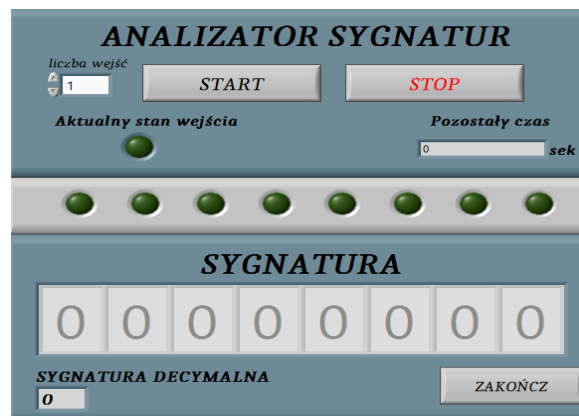 ANALIZATOR SYGNATUR
liczba wejść
1 START STOP
Aktualny stan wejścia Pozostały czas
0 sek
SYGNATURA
0 0 0 0 0 0 0 0
SYGNATURA DECYMALNA
0 ZAKOŃCZ